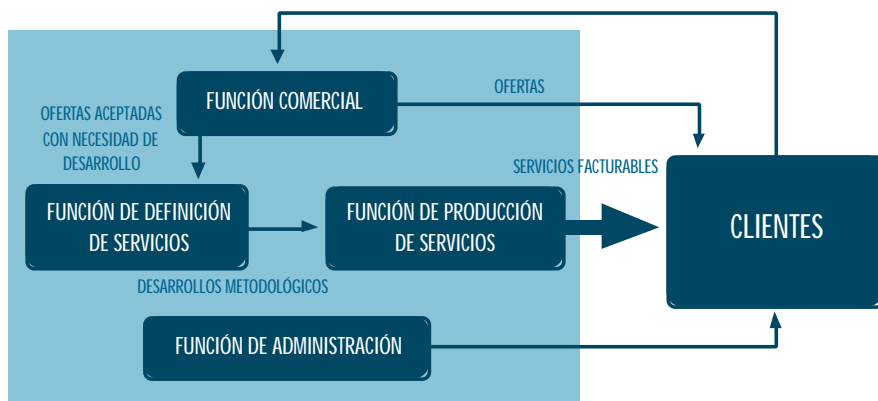 FUNCIÓN COMERCIAL
OFERTAS
OFERTAS ACEPTADAS
CON NECESIDAD DE
DESARROLLO
SERVICIOS FACTURABLES
FUNCIÓN DE DEFINICIÓN
DE SERVICIOS
FUNCIÓN DE PRODUCCIÓN
DE SERVICIOS
CLIENTES
DESARROLLOS METODOLÓGICOS
FUNCIÓN DE ADMINISTRACIÓN